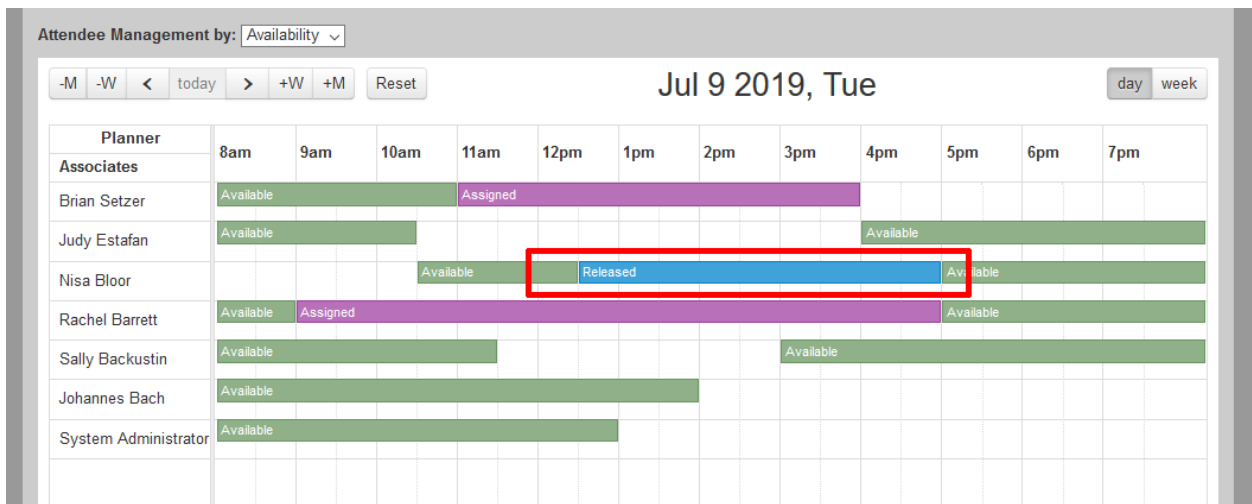 Attendee Management by: Availability
-M -W < today > +W +M Reset Jul 9 2019, Tue day week
Planner
8am 9am 10am 11am 12pm 1pm 2pm 3pm 4pm 5pm 6pm 7pm
Associates
Brian Setzer Available Assigned
Judy Estafan Available Available
Nisa Bloor Available Released Available
Rachel Barrett Available Assigned Available
Sally Backustin Available Available
Johannes Bach Available
System Administrator Available